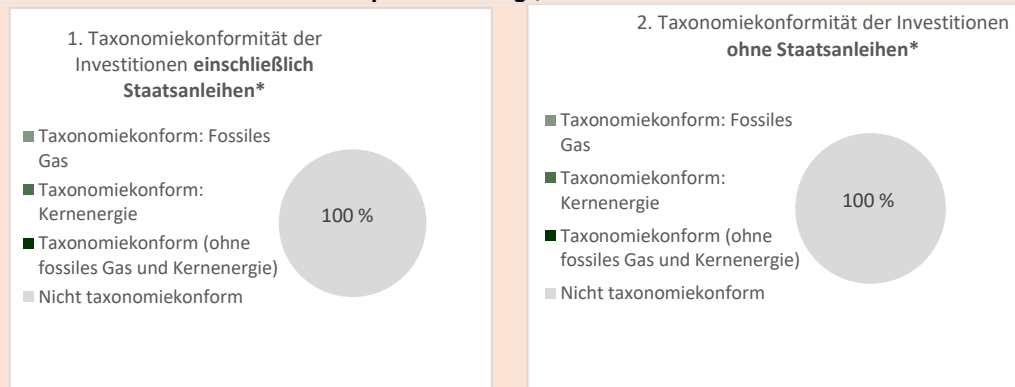 1. Taxonomiekonformität der
Investitionen einschließlich
Staatsanleihen*
Taxonomiekonform: Fossiles
Gas
Taxonomiekonform:
Kernenergie
Taxonomiekonform (ohne
fossiles Gas und Kernenergie)
Nicht taxonomiekonform
100 %
2. Taxonomiekonformität der Investitionen
ohne Staatsanleihen*
Taxonomiekonform: Fossiles
Gas
Taxonomiekonform:
Kernenergie
Taxonomiekonform (ohne
fossiles Gas und Kernenergie)
Nicht taxonomiekonform
100 %